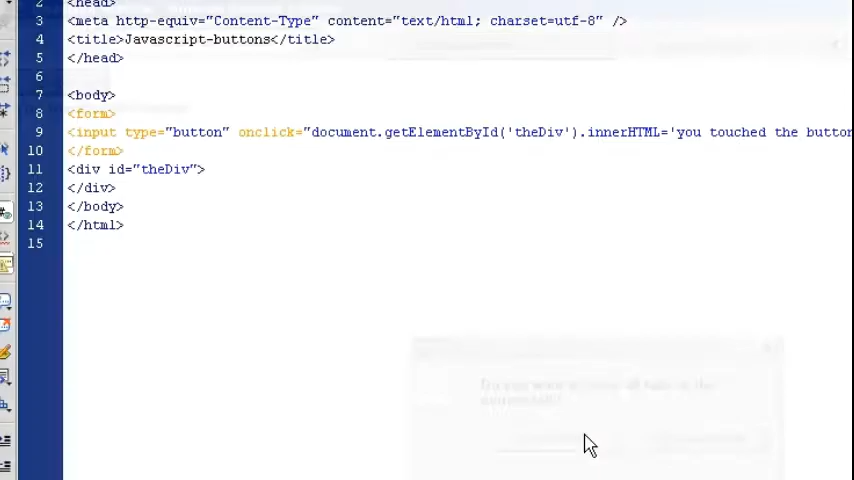 2 <head>
3 <meta http-equiv="Content-Type" content="text/html; charset=utf-8" />
4 <title>Javascript-buttons</title>
5 </head>
6
7 <body>
8 <form>
9 <input type="button" onclick="document.getElementById('theDiv').innerHTML='you touched the button
10 </form>
11 <div id="theDiv">
12 </div>
13 </body>
14 </html>
15